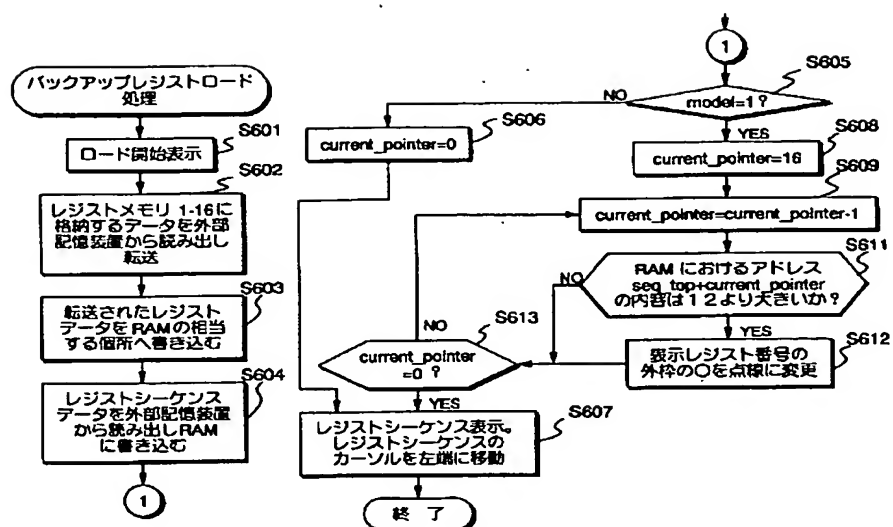 バックアップレジストロード
処理
S601
ロード開始表示
S602
レジストメモリ 1-16に
格納するデータを外部
記憶装置から読み出し
転送
S603
転送されたレジスト
データをRAMの相当
する個所へ書き込む
S604
レジストシーケンス
データを外部記憶装置
から読み出しRAM
に書き込む
1
1
S605
model=1?
NO
YES
S606
current_pointer=0
S608
current_pointer=16
S609
current_pointer=current_pointer-1
S611
RAM におけるアドレス
seq_top+current_pointer
の内容は12より大きいか?
NO
YES
S612
表示レジスト番号の
外枠の○を点線に変更
S613
current_pointer
=0 ?
NO
YES
S607
レジストシーケンス表示。
レジストシーケンスの
カーソルを左端に移動
終 了